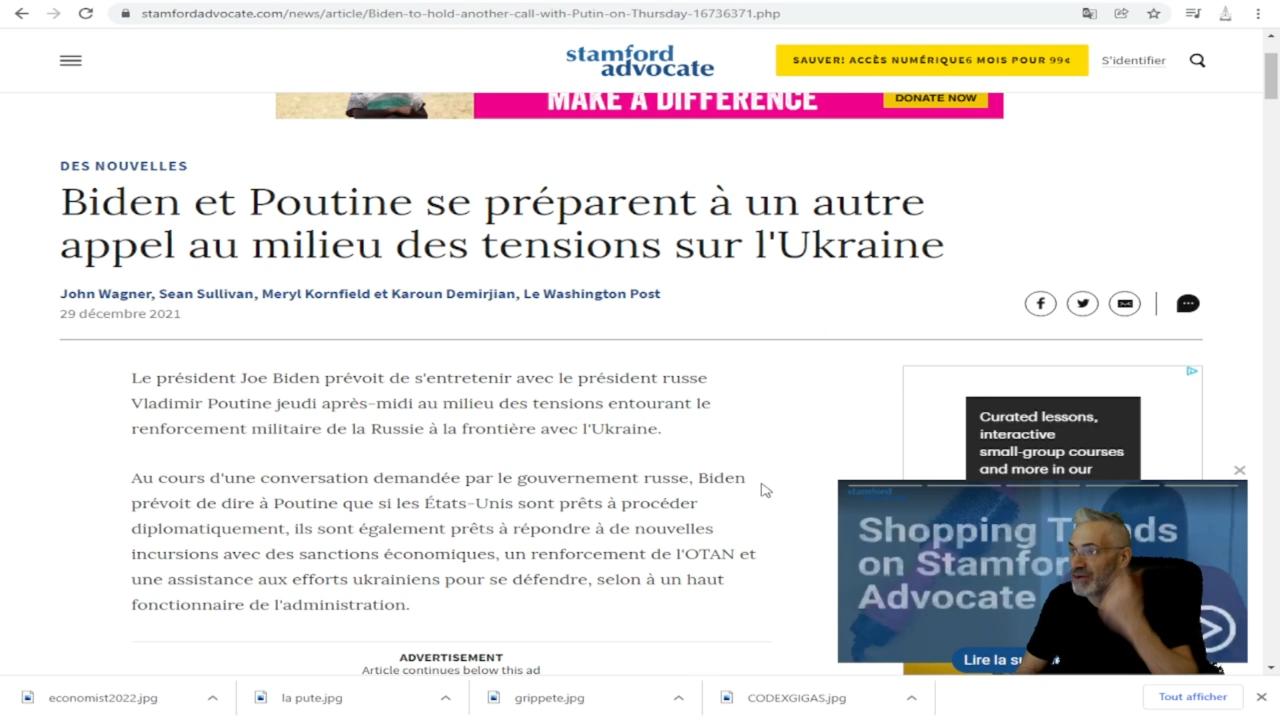 stamfordadvocate.com/news/article/Biden-to-hold-another-call-with-Putin-on-Thursday-16736371.php
stamford
advocate
SAUVER! ACCÈS NUMÉRIQUE6 MOIS POUR 99¢
S'identifier
MAKE A DIFFERENCE
DONATE NOW
DES NOUVELLES
Biden et Poutine se préparent à un autre
appel au milieu des tensions sur l'Ukraine
John Wagner, Sean Sullivan, Meryl Kornfield et Karoun Demirjian, Le Washington Post
29 décembre 2021
Le président Joe Biden prévoit de s'entretenir avec le président russe
Vladimir Poutine jeudi après-midi au milieu des tensions entourant le
renforcement militaire de la Russie à la frontière avec l'Ukraine.
Au cours d'une conversation demandée par le gouvernement russe, Biden
prévoit de dire à Poutine que si les États-Unis sont prêts à procéder
diplomatiquement, ils sont également prêts à répondre à de nouvelles
incursions avec des sanctions économiques, un renforcement de l'OTAN et
une assistance aux efforts ukrainiens pour se défendre, selon à un haut
fonctionnaire de l'administration.
ADVERTISEMENT
Article continues below this ad
Curated lessons,
interactive
small-group courses
and more in our
stamford
Shopping
on
Advocate
Lire la
economist2022.jpg
la pute.jpg
grippete.jpg
CODEXGIGAS.jpg
Tout afficher